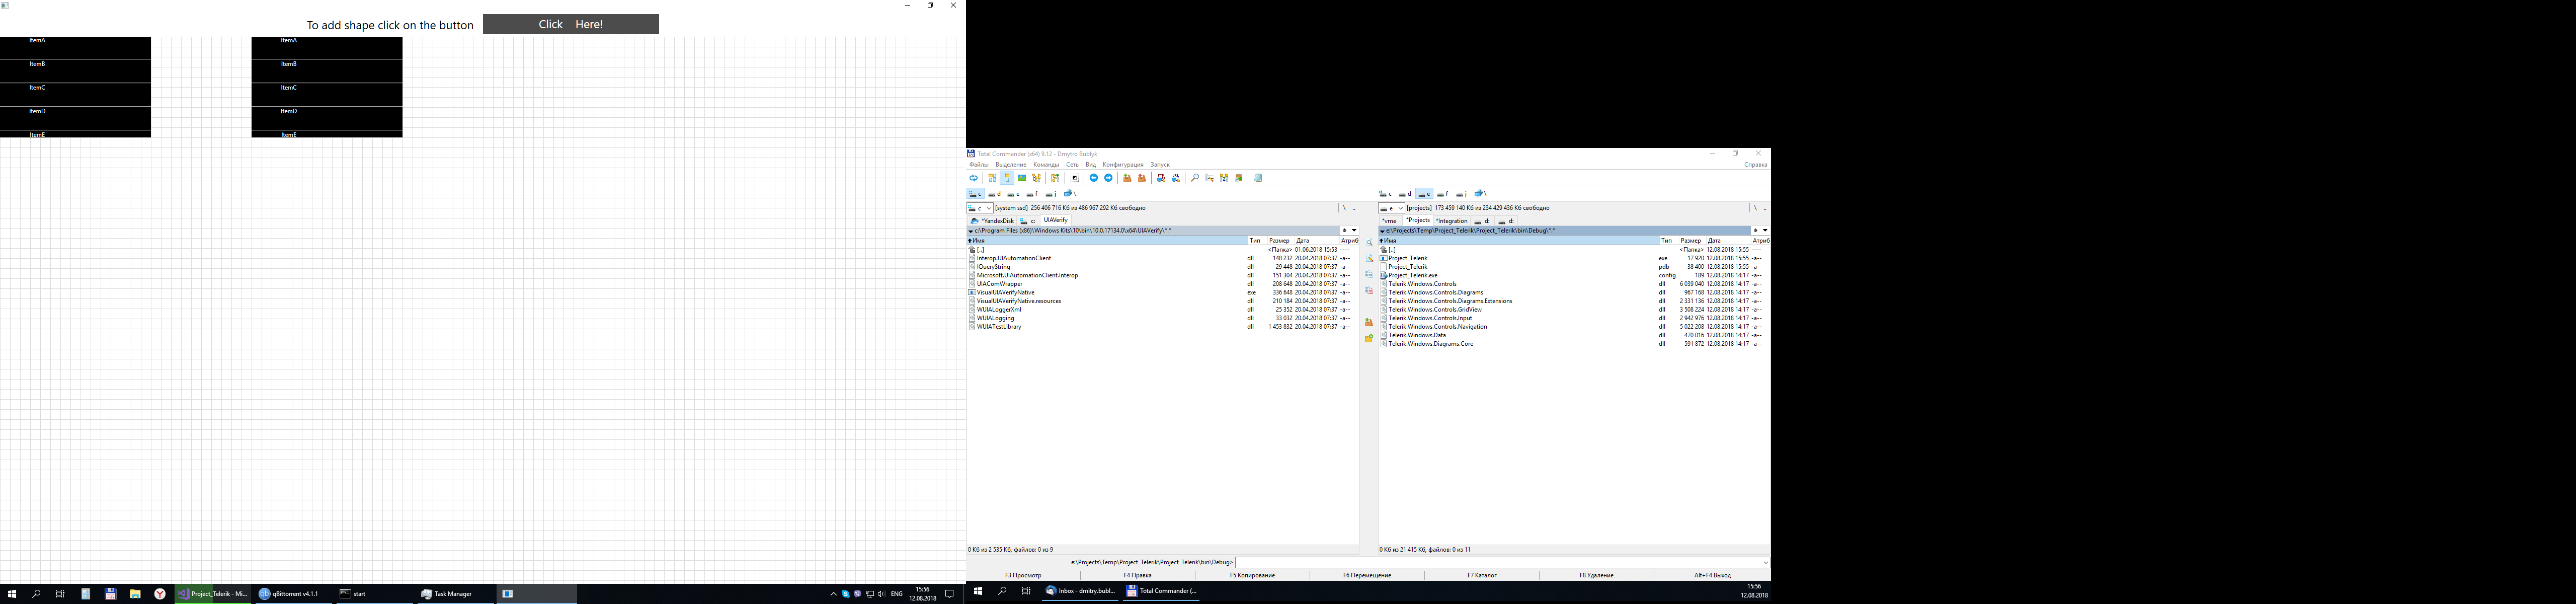 To add shape click on the button
Click Here!
ItemA
ItemB
ItemC
ItemD
ItemE
ItemA
ItemB
ItemC
ItemD
ItemE
Project_Telerik - Mi...
qBittorrent v4.1.1
start
Task Manager
ENG
15:56
12.08.2018
Total Commander (x64) 9.12 - Dmytro Bublyk
Файлы Выделение Команды Сеть Вид Конфигурация Запуск
Справка
c d e f j \
c [system ssd] 256 406 716 Кб из 486 967 292 Кб свободно \ ..
*YandexDisk c: UIAVerify
c:\Program Files (x86)\Windows Kits\10\bin\10.0.17134.0\x64\UIAVerify\*.*
Имя Тип Размер Дата Атриб
[..] <Папка> 01.06.2018 15:53 ----
Interop.UIAutomationClient dll 148 232 20.04.2018 07:37 -a--
IQueryString dll 29 448 20.04.2018 07:37 -a--
Microsoft.UIAutomationClient.Interop dll 151 304 20.04.2018 07:37 -a--
UIAComWrapper dll 208 648 20.04.2018 07:37 -a--
VisualUIAVerifyNative exe 336 648 20.04.2018 07:37 -a--
VisualUIAVerifyNative.resources dll 210 184 20.04.2018 07:37 -a--
WUIALoggerXml dll 25 352 20.04.2018 07:37 -a--
WUIALogging dll 33 032 20.04.2018 07:37 -a--
WUIATestLibrary dll 1 453 832 20.04.2018 07:37 -a--
0 Кб из 2 535 Кб, файлов: 0 из 9
c d e f j \
e [projects] 173 459 140 Кб из 234 429 436 Кб свободно \ ..
*vme *Projects *Integration d: d:
e:\Projects\Temp\Project_Telerik\Project_Telerik\bin\Debug\*.*
Имя Тип Размер Дата Атриб
[..] <Папка> 12.08.2018 15:55 ----
Project_Telerik exe 17 920 12.08.2018 15:55 -a--
Project_Telerik pdb 38 400 12.08.2018 15:55 -a--
Project_Telerik.exe config 189 12.08.2018 14:17 -a--
Telerik.Windows.Controls dll 6 039 040 12.08.2018 14:17 -a--
Telerik.Windows.Controls.Diagrams dll 967 168 12.08.2018 14:17 -a--
Telerik.Windows.Controls.Diagrams.Extensions dll 2 331 136 12.08.2018 14:17 -a--
Telerik.Windows.Controls.GridView dll 3 508 224 12.08.2018 14:17 -a--
Telerik.Windows.Controls.Input dll 2 942 976 12.08.2018 14:17 -a--
Telerik.Windows.Controls.Navigation dll 5 022 208 12.08.2018 14:17 -a--
Telerik.Windows.Data dll 470 016 12.08.2018 14:17 -a--
Telerik.Windows.Diagrams.Core dll 591 872 12.08.2018 14:17 -a--
0 Кб из 21 415 Кб, файлов: 0 из 11
e:\Projects\Temp\Project_Telerik\Project_Telerik\bin\Debug>
F3 Просмотр F4 Правка F5 Копирование F6 Перемещение F7 Каталог F8 Удаление Alt+F4 Выход
Inbox - dmitry.bubl...
Total Commander (...
15:56
12.08.2018